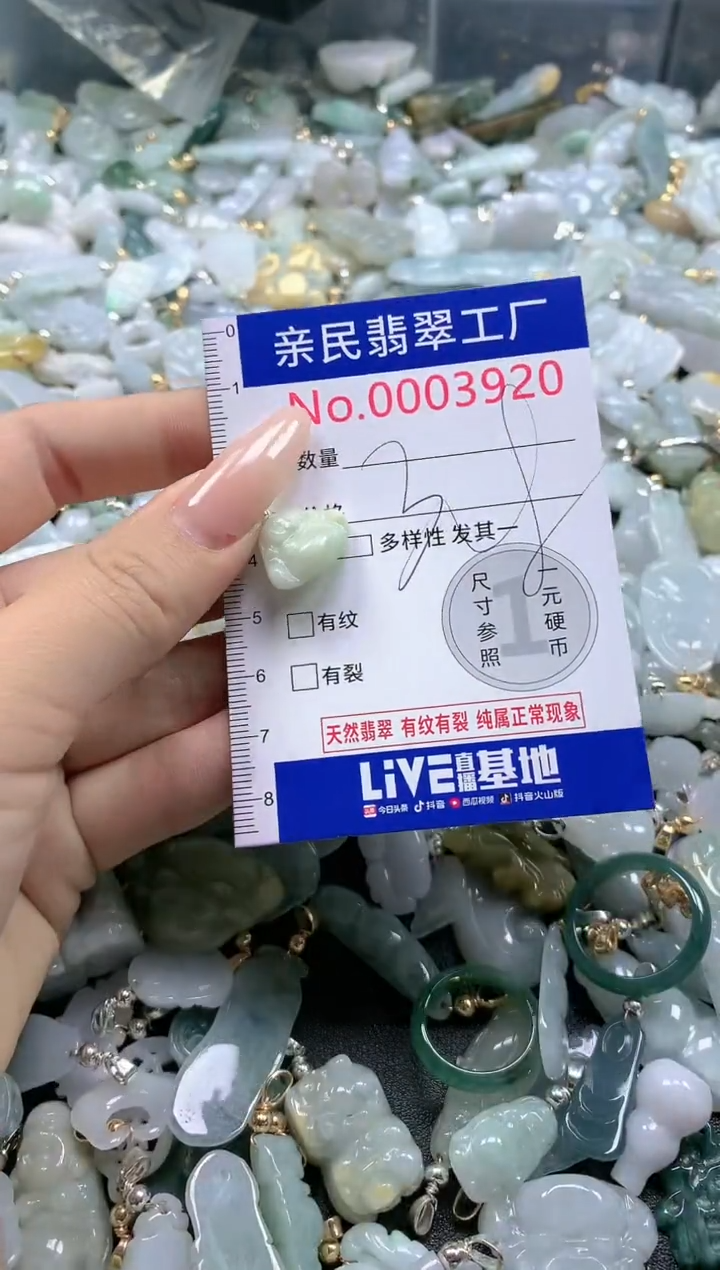 亲民翡翠工厂
No.0003920
数量
多样性 发其一
有纹
有裂
尺寸参照
1
一元硬币
天然翡翠 有纹有裂 纯属正常现象
LiVE直播基地
今日头条 抖音 西瓜视频 抖音火山版
0
1
4
5
6
7
8